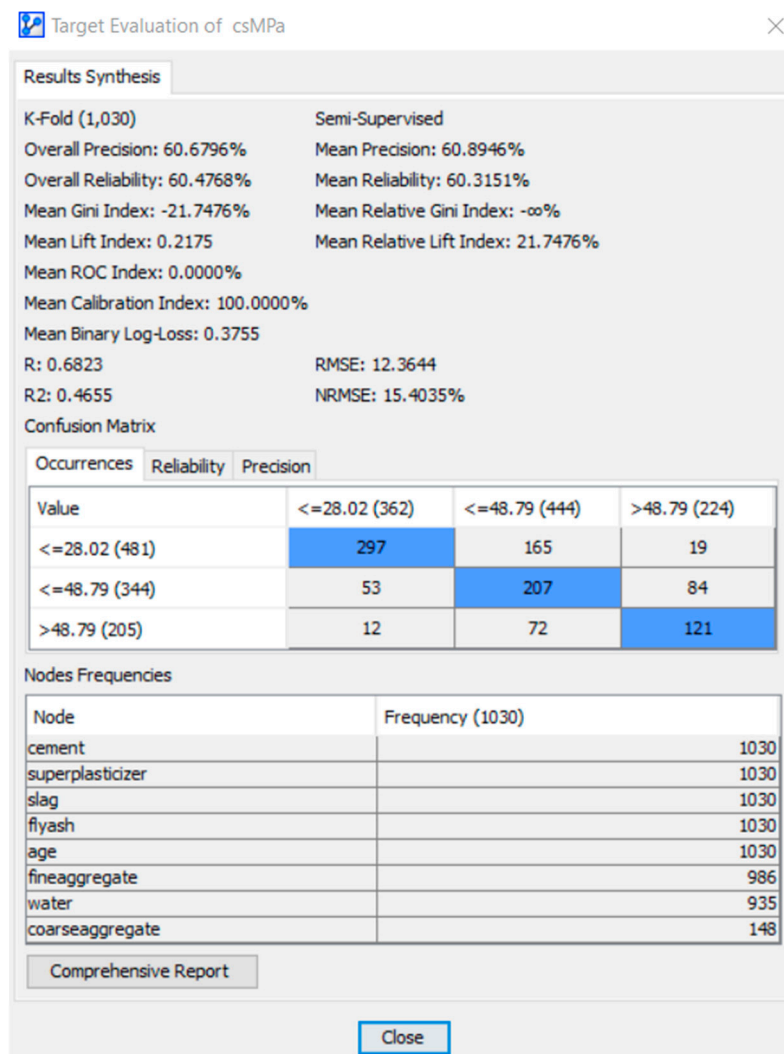 Target Evaluation of csMPa
Results Synthesis
K-Fold (1,030) Semi-Supervised
Overall Precision: 60.6796% Mean Precision: 60.8946%
Overall Reliability: 60.4768% Mean Reliability: 60.3151%
Mean Gini Index: -21.7476% Mean Relative Gini Index: -∞%
Mean Lift Index: 0.2175 Mean Relative Lift Index: 21.7476%
Mean ROC Index: 0.0000%
Mean Calibration Index: 100.0000%
Mean Binary Log-Loss: 0.3755
R: 0.6823 RMSE: 12.3644
R2: 0.4655 NRMSE: 15.4035%
Confusion Matrix
Occurrences Reliability Precision
Value <=28.02 (362) <=48.79 (444) >48.79 (224)
<=28.02 (481) 297 165 19
<=48.79 (344) 53 207 84
>48.79 (205) 12 72 121
Nodes Frequencies
Node Frequency (1030)
cement 1030
superplasticizer 1030
slag 1030
flyash 1030
age 1030
fineaggregate 986
water 935
coarseaggregate 148
Comprehensive Report
Close